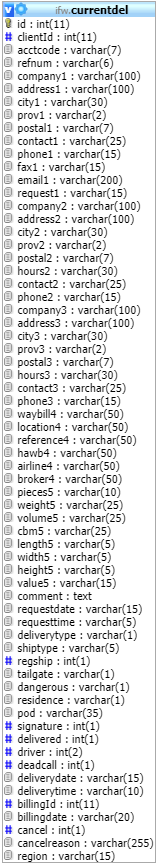 ifw.currentdel
id : int(11)
clientId : int(11)
acctcode : varchar(7)
refnum : varchar(6)
company1 : varchar(100)
address1 : varchar(100)
city1 : varchar(30)
prov1 : varchar(2)
postal1 : varchar(7)
contact1 : varchar(25)
phone1 : varchar(15)
fax1 : varchar(15)
email1 : varchar(200)
request1 : varchar(15)
company2 : varchar(100)
address2 : varchar(100)
city2 : varchar(30)
prov2 : varchar(2)
postal2 : varchar(7)
hours2 : varchar(30)
contact2 : varchar(25)
phone2 : varchar(15)
company3 : varchar(100)
address3 : varchar(100)
city3 : varchar(30)
prov3 : varchar(2)
postal3 : varchar(7)
hours3 : varchar(30)
contact3 : varchar(25)
phone3 : varchar(15)
waybill4 : varchar(50)
location4 : varchar(50)
reference4 : varchar(50)
hawb4 : varchar(50)
airline4 : varchar(50)
broker4 : varchar(50)
pieces5 : varchar(10)
weight5 : varchar(25)
volume5 : varchar(25)
cbm5 : varchar(25)
length5 : varchar(5)
width5 : varchar(5)
height5 : varchar(5)
value5 : varchar(15)
comment : text
requestdate : varchar(15)
requesttime : varchar(5)
deliverytype : varchar(1)
shiptype : varchar(5)
regship : int(1)
tailgate : varchar(1)
dangerous : varchar(1)
residence : varchar(1)
pod : varchar(35)
signature : int(1)
delivered : int(1)
driver : int(2)
deadcall : int(1)
deliverydate : varchar(15)
deliverytime : varchar(10)
billingId : int(11)
billingdate : varchar(20)
cancel : int(1)
cancelreason : varchar(255)
region : varchar(15)